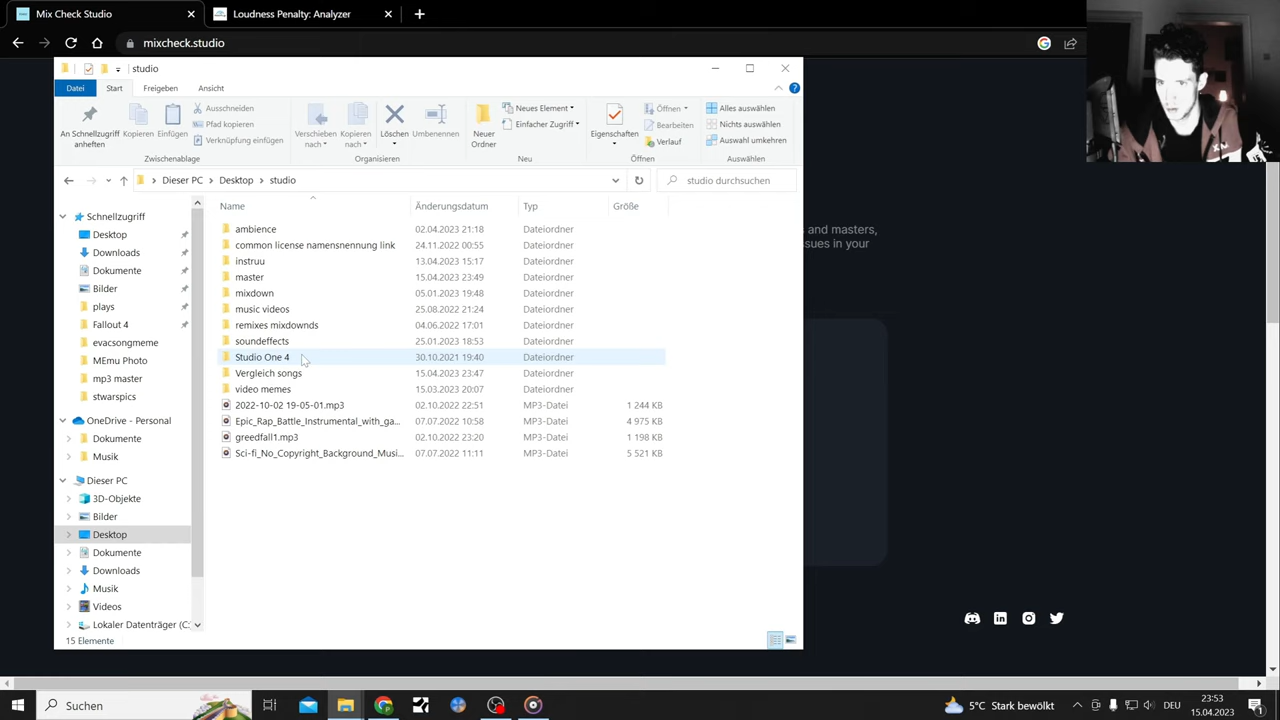 Mix Check Studio
Loudness Penalty: Analyzer
mixcheck.studio
studio
Datei Start Freigeben Ansicht
An Schnellzugriff anheften
Kopieren
Einfügen
Ausschneiden
Pfad kopieren
Verknüpfung einfügen
Zwischenablage
Verschieben nach
Kopieren nach
Löschen
Umbenennen
Organisieren
Neuer Ordner
Neues Element
Einfacher Zugriff
Neu
Eigenschaften
Öffnen
Bearbeiten
Verlauf
Öffnen
Alles auswählen
Nichts auswählen
Auswahl umkehren
Auswählen
Dieser PC > Desktop > studio
studio durchsuchen
Name Änderungsdatum Typ Größe
ambience 02.04.2023 21:18 Dateiordner
common license namensnennung link 24.11.2022 00:55 Dateiordner
instruu 13.04.2023 15:17 Dateiordner
master 15.04.2023 23:49 Dateiordner
mixdown 05.01.2023 19:48 Dateiordner
music videos 25.08.2022 21:24 Dateiordner
remixes mixdownds 04.06.2022 17:01 Dateiordner
soundeffects 25.01.2023 18:53 Dateiordner
Studio One 4 30.10.2021 19:40 Dateiordner
Vergleich songs 15.04.2023 23:47 Dateiordner
video memes 15.03.2023 20:07 Dateiordner
2022-10-02 19-05-01.mp3 02.10.2022 22:51 MP3-Datei 1 244 KB
Epic_Rap_Battle_Instrumental_with_ga... 07.07.2022 10:58 MP3-Datei 4 975 KB
greedfall1.mp3 02.10.2022 23:20 MP3-Datei 1 198 KB
Sci-fi_No_Copyright_Background_Musi... 07.07.2022 11:11 MP3-Datei 5 521 KB
Schnellzugriff
Desktop
Downloads
Dokumente
Bilder
plays
Fallout 4
evacsongmeme
MEmu Photo
mp3 master
stwarspics
OneDrive - Personal
Dokumente
Musik
Dieser PC
3D-Objekte
Bilder
Desktop
Dokumente
Downloads
Musik
Videos
Lokaler Datenträger (C:
15 Elemente
and masters,
sues in your
Suchen
5°C Stark bewölkt
DEU
23:53
15.04.2023
1